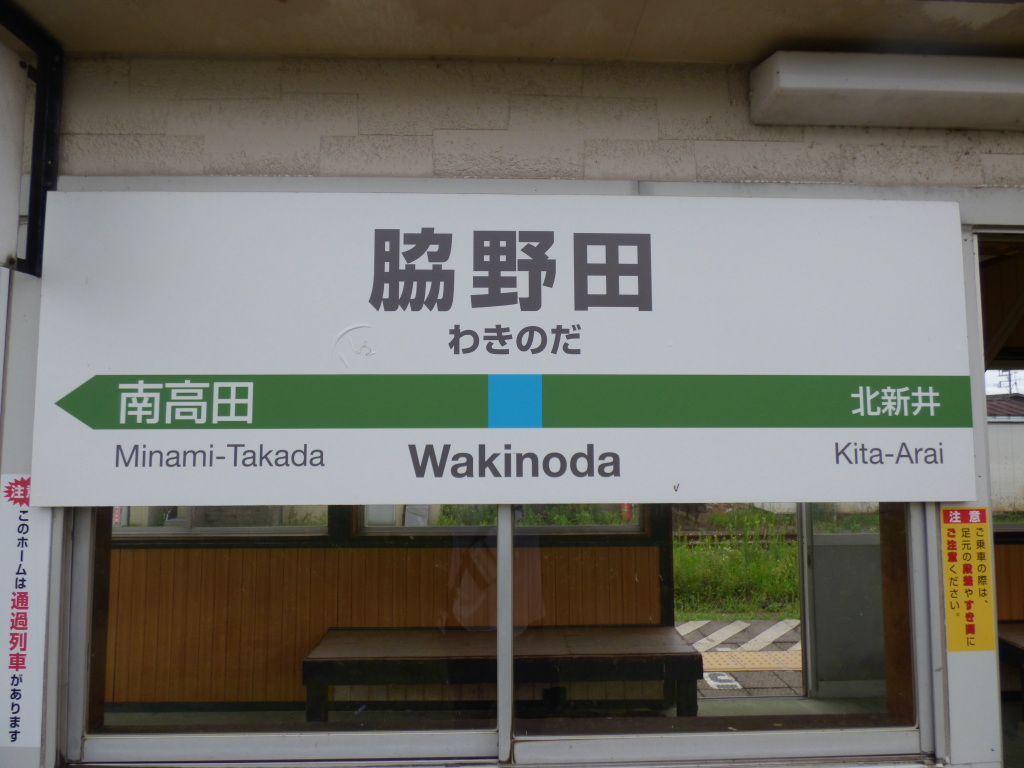 脇野田
わきのだ
南高田
北新井
Minami-Takada
Wakinoda
Kita-Arai
注意
このホームは通過列車があります
注意
ご乗車の際は、
足元の段差やすき間に
ご注意ください。